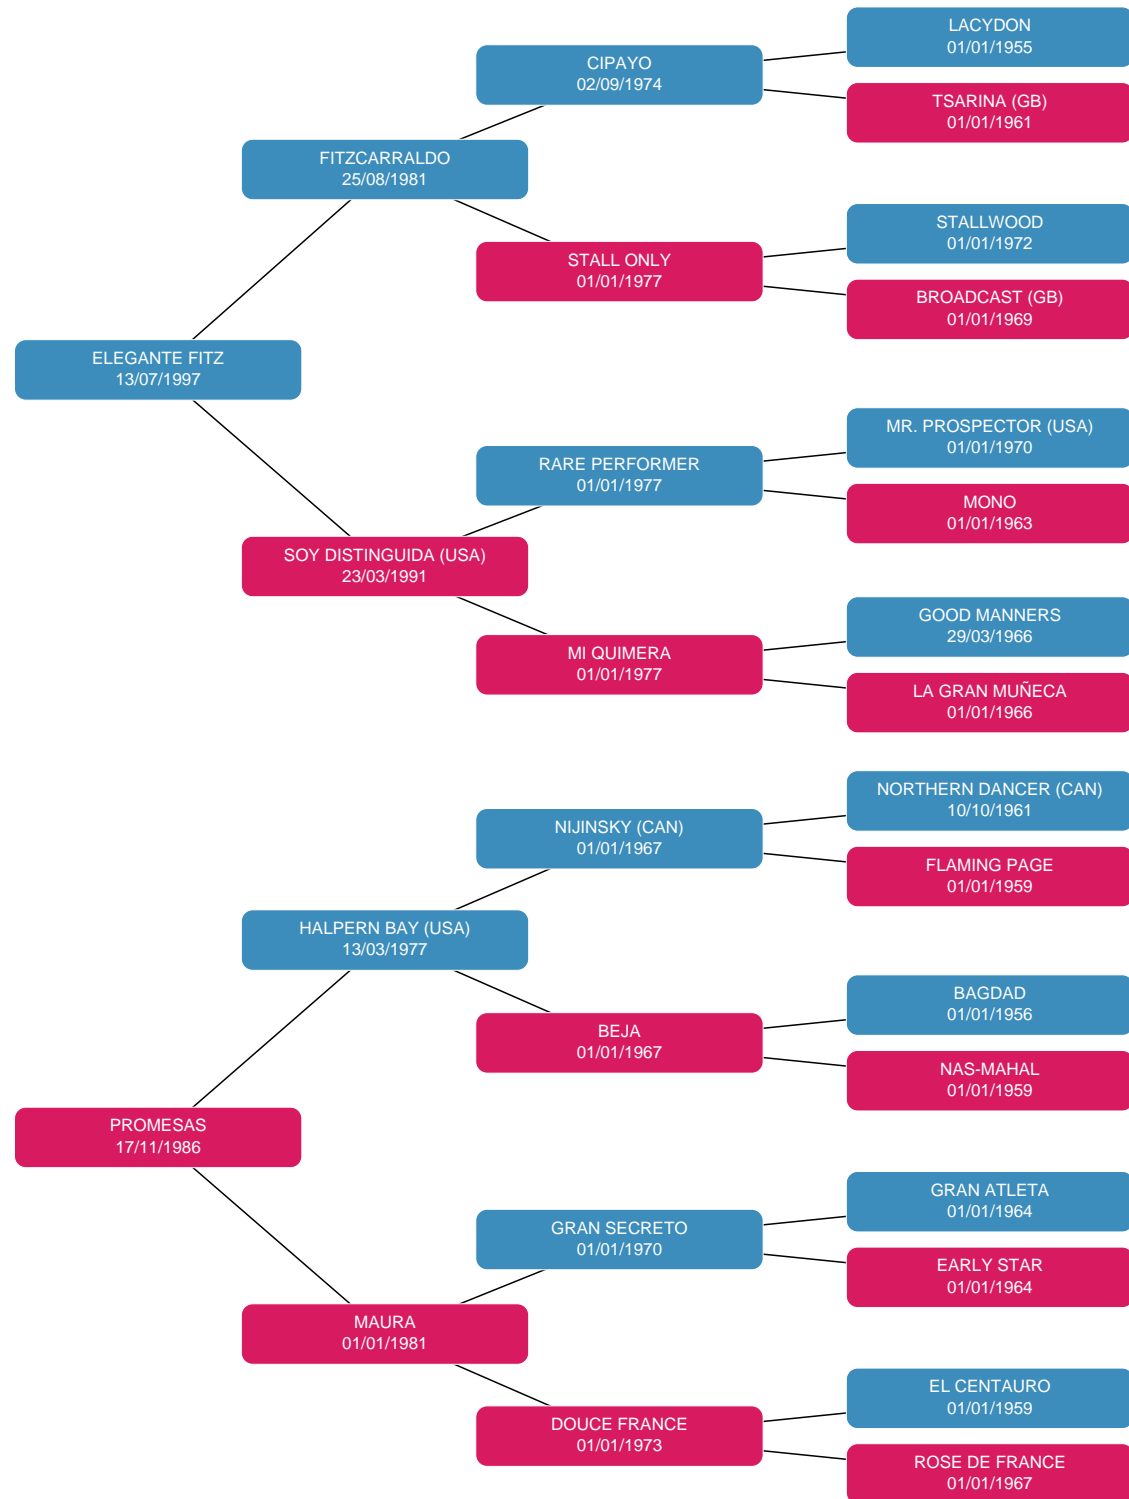 LACYDON
01/01/1955
CIPAYO
02/09/1974
TSARINA (GB)
01/01/1961
FITZCARRALDO
25/08/1981
STALLWOOD
01/01/1972
STALL ONLY
01/01/1977
BROADCAST (GB)
01/01/1969
ELEGANTE FITZ
13/07/1997
MR. PROSPECTOR (USA)
01/01/1970
RARE PERFORMER
01/01/1977
MONO
01/01/1963
SOY DISTINGUIDA (USA)
23/03/1991
GOOD MANNERS
29/03/1966
MI QUIMERA
01/01/1977
LA GRAN MUÑECA
01/01/1966
NORTHERN DANCER (CAN)
10/10/1961
NIJINSKY (CAN)
01/01/1967
FLAMING PAGE
01/01/1959
HALPERN BAY (USA)
13/03/1977
BAGDAD
01/01/1956
BEJA
01/01/1967
NAS-MAHAL
01/01/1959
PROMESAS
17/11/1986
GRAN ATLETA
01/01/1964
GRAN SECRETO
01/01/1970
EARLY STAR
01/01/1964
MAURA
01/01/1981
EL CENTAURO
01/01/1959
DOUCE FRANCE
01/01/1973
ROSE DE FRANCE
01/01/1967